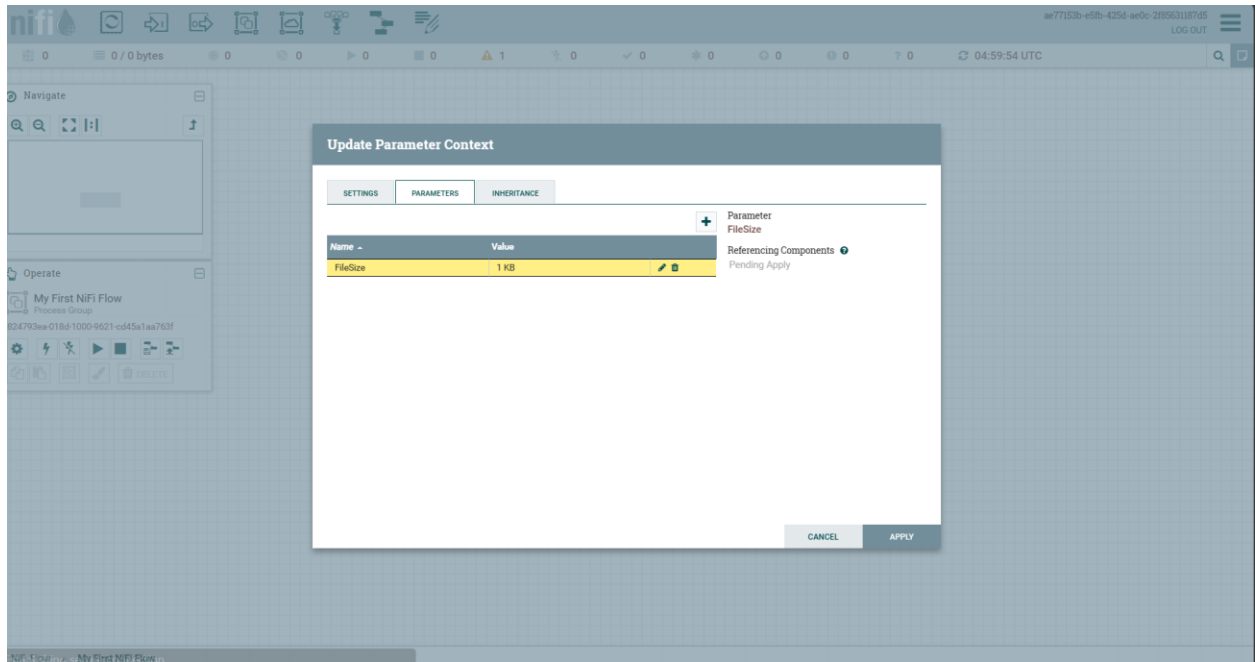 nifi
ae77153b-e51b-425d-ae0c-2f85631187d5
LOG OUT
0 0 / 0 bytes 0 0 0 0 1 0 0 0 0 0 0 04:59:54 UTC
Navigate
Operate
My First NiFi Flow
Process Group
824793ea-018d-1000-9621-cd45a1aa763f
DELETE
Update Parameter Context
SETTINGS PARAMETERS INHERITANCE
Parameter
FileSize
Name Value
Referencing Components
FileSize 1 KB
Pending Apply
CANCEL APPLY
NiFi Flow My First NiFi Flow